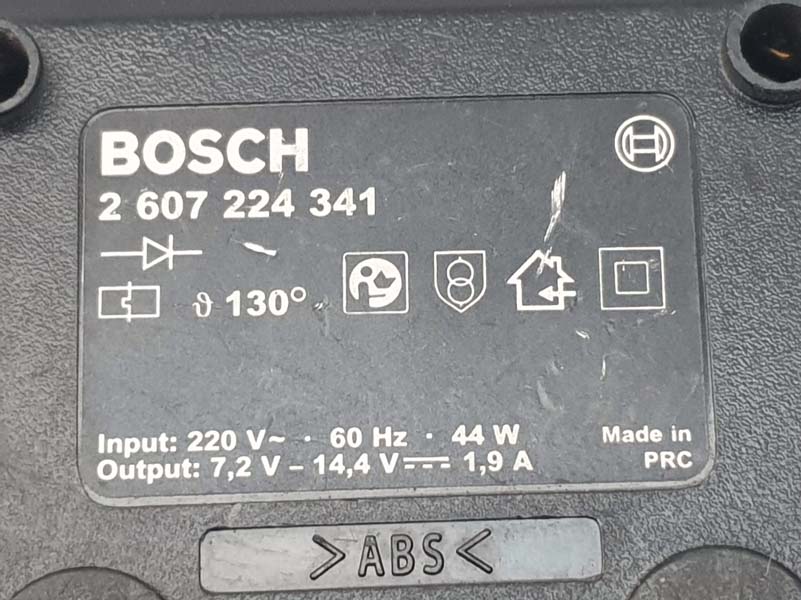 BOSCH
2 607 224 341
ϑ 130°
Input: 220 V~ · 60 Hz · 44 W
Output: 7,2 V – 14,4 V⎓ 1,9 A
Made in
PRC
>ABS<